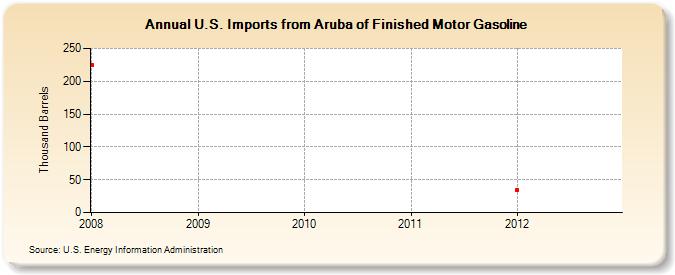 Annual U.S. Imports from Aruba of Finished Motor Gasoline
Thousand Barrels
250
200
150
100
50
0
2008 2009 2010 2011 2012
Source: U.S. Energy Information Administration